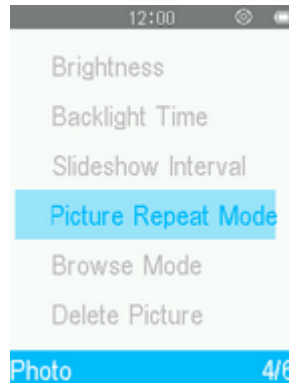 12:00
Brightness
Backlight Time
Slideshow Interval
Picture Repeat Mode
Browse Mode
Delete Picture
Photo 4/6